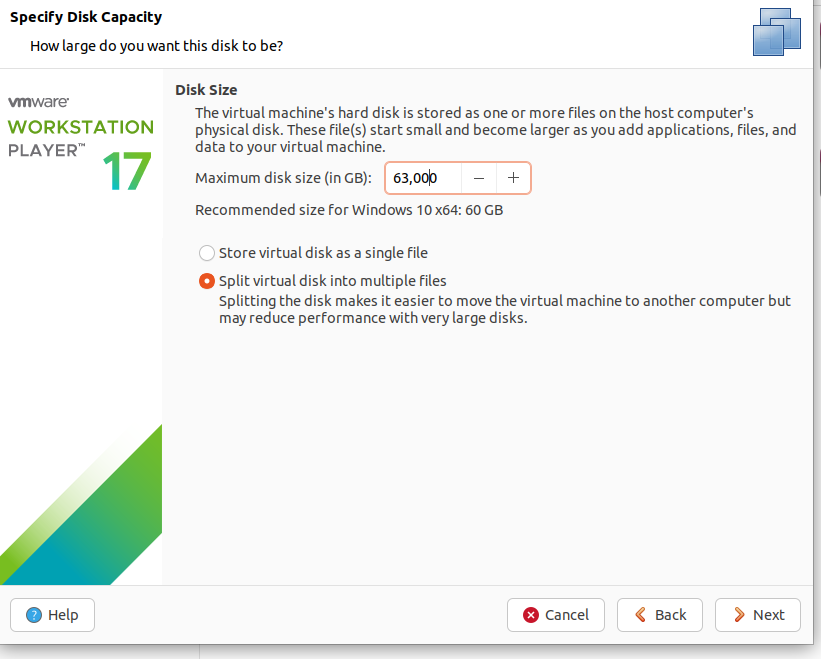 Specify Disk Capacity
How large do you want this disk to be?
vmware®
WORKSTATION
PLAYER™
17
Disk Size
The virtual machine's hard disk is stored as one or more files on the host computer's
physical disk. These file(s) start small and become larger as you add applications, files, and
data to your virtual machine.
Maximum disk size (in GB): 63,000 − +
Recommended size for Windows 10 x64: 60 GB
Store virtual disk as a single file
Split virtual disk into multiple files
Splitting the disk makes it easier to move the virtual machine to another computer but
may reduce performance with very large disks.
Help Cancel Back Next